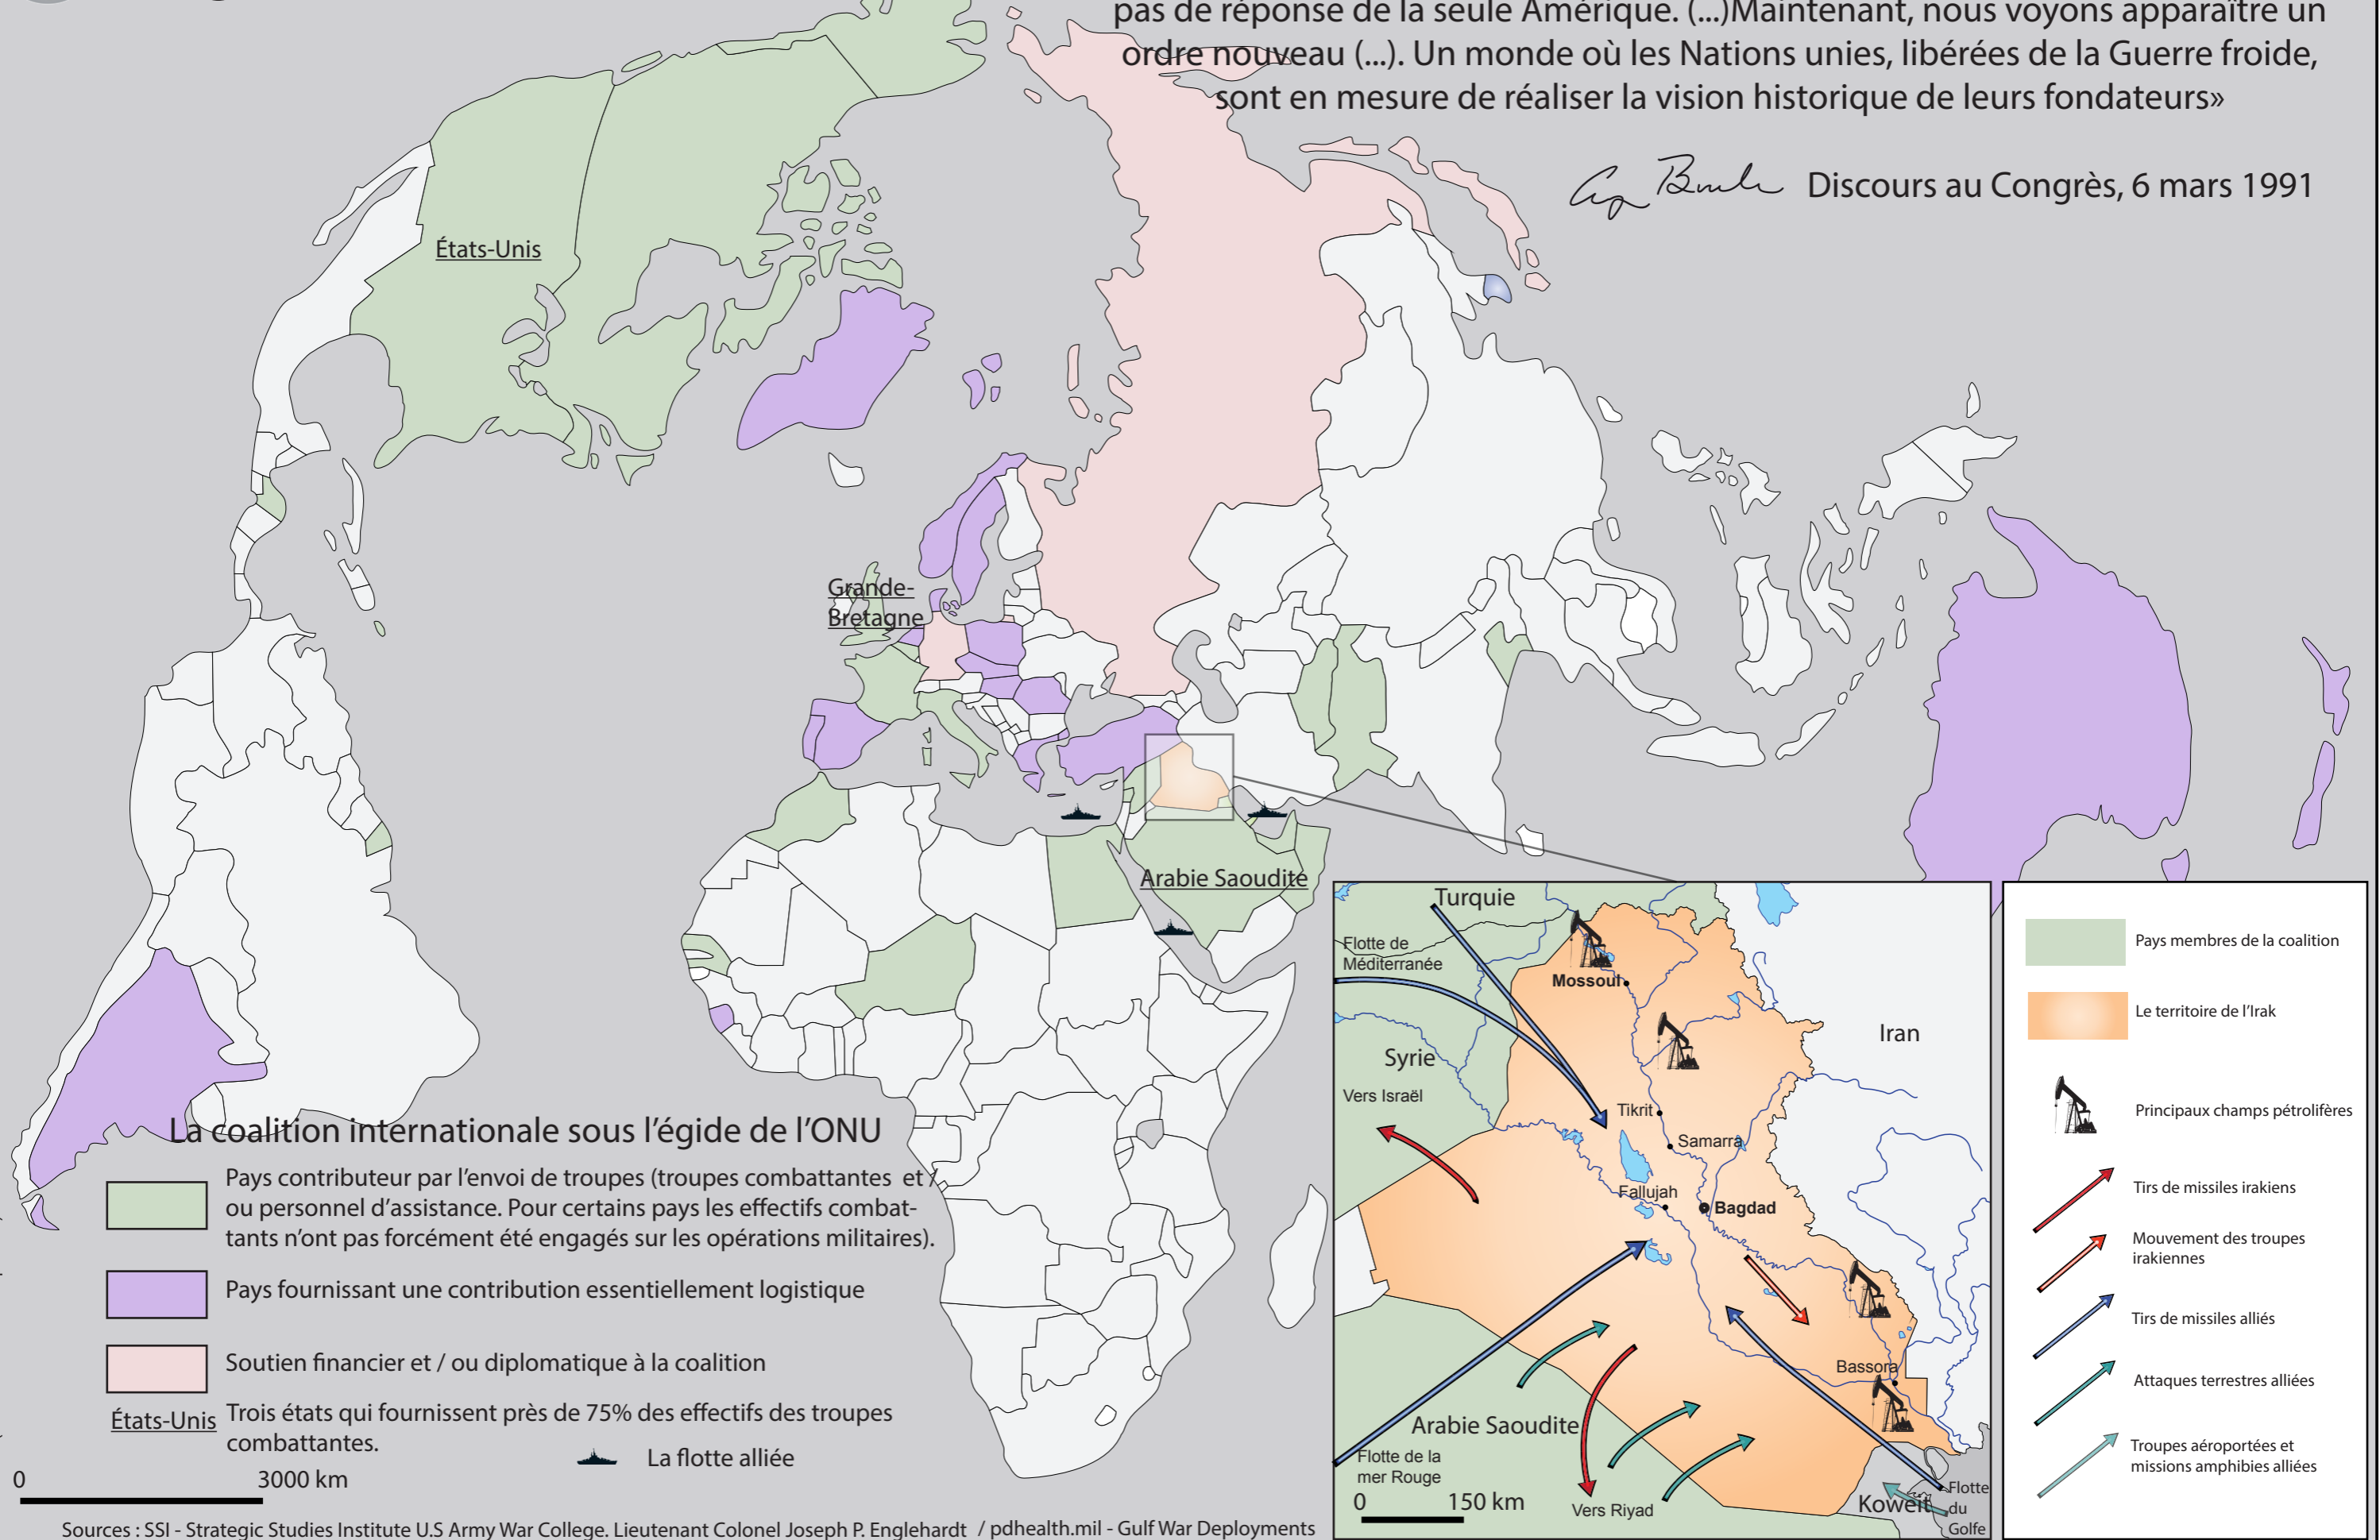 pas de réponse de la seule Amérique. (...)Maintenant, nous voyons apparaître un
ordre nouveau (...). Un monde où les Nations unies, libérées de la Guerre froide,
sont en mesure de réaliser la vision historique de leurs fondateurs»
Discours au Congrès, 6 mars 1991
États-Unis
Grande-
Bretagne
Arabie Saoudite
La coalition internationale sous l'égide de l'ONU
Pays contributeur par l'envoi de troupes (troupes combattantes et /
ou personnel d'assistance. Pour certains pays les effectifs combat-
tants n'ont pas forcément été engagés sur les opérations militaires).
Pays fournissant une contribution essentiellement logistique
Soutien financier et / ou diplomatique à la coalition
États-Unis
Trois états qui fournissent près de 75% des effectifs des troupes
combattantes.
La flotte alliée
0 3000 km
Sources : SSI - Strategic Studies Institute U.S Army War College. Lieutenant Colonel Joseph P. Englehardt / pdhealth.mil - Gulf War Deployments
Turquie
Flotte de
Méditerranée
Mossoul
Iran
Syrie
Vers Israël
Tikrit
Samarra
Fallujah
Bagdad
Bassora
Arabie Saoudite
Flotte de la
mer Rouge
0 150 km
Vers Riyad
Koweit
Flotte
du
Golfe
Pays membres de la coalition
Le territoire de l'Irak
Principaux champs pétrolifères
Tirs de missiles irakiens
Mouvement des troupes
irakiennes
Tirs de missiles alliés
Attaques terrestres alliées
Troupes aéroportées et
missions amphibies alliées